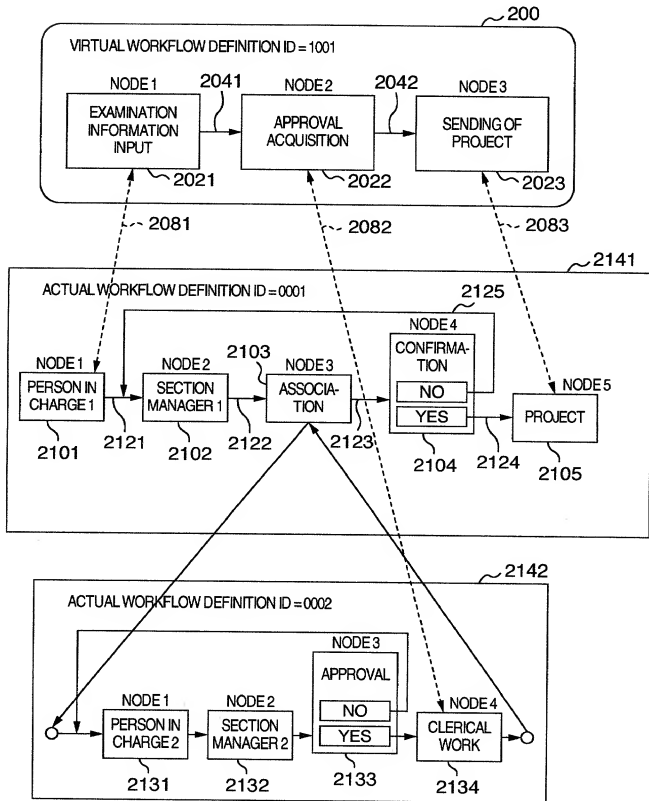 200
VIRTUAL WORKFLOW DEFINITION ID = 1001
NODE 1
2041
NODE 2
2042
NODE 3
EXAMINATION
INFORMATION
INPUT
APPROVAL
ACQUISITION
SENDING OF
PROJECT
2021
2022
2023
2081
2082
2083
2141
ACTUAL WORKFLOW DEFINITION ID = 0001
2125
NODE 1
PERSON IN
CHARGE 1
2101
2121
NODE 2
SECTION
MANAGER 1
2102
2122
2103
NODE 3
ASSOCIA-
TION
2123
NODE 4
CONFIRMA-
TION
NO
YES
2104
2124
NODE 5
PROJECT
2105
2142
ACTUAL WORKFLOW DEFINITION ID = 0002
NODE 1
PERSON IN
CHARGE 2
2131
NODE 2
SECTION
MANAGER 2
2132
NODE 3
APPROVAL
NO
YES
2133
NODE 4
CLERICAL
WORK
2134